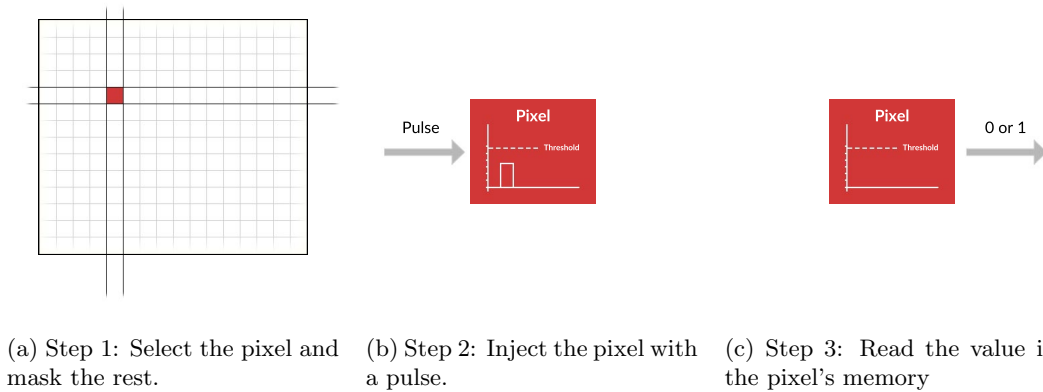 Pulse
Pixel
Threshold
Pixel
Threshold
0 or 1
(a) Step 1: Select the pixel and
mask the rest.
(b) Step 2: Inject the pixel with
a pulse.
(c) Step 3: Read the value i
the pixel's memory